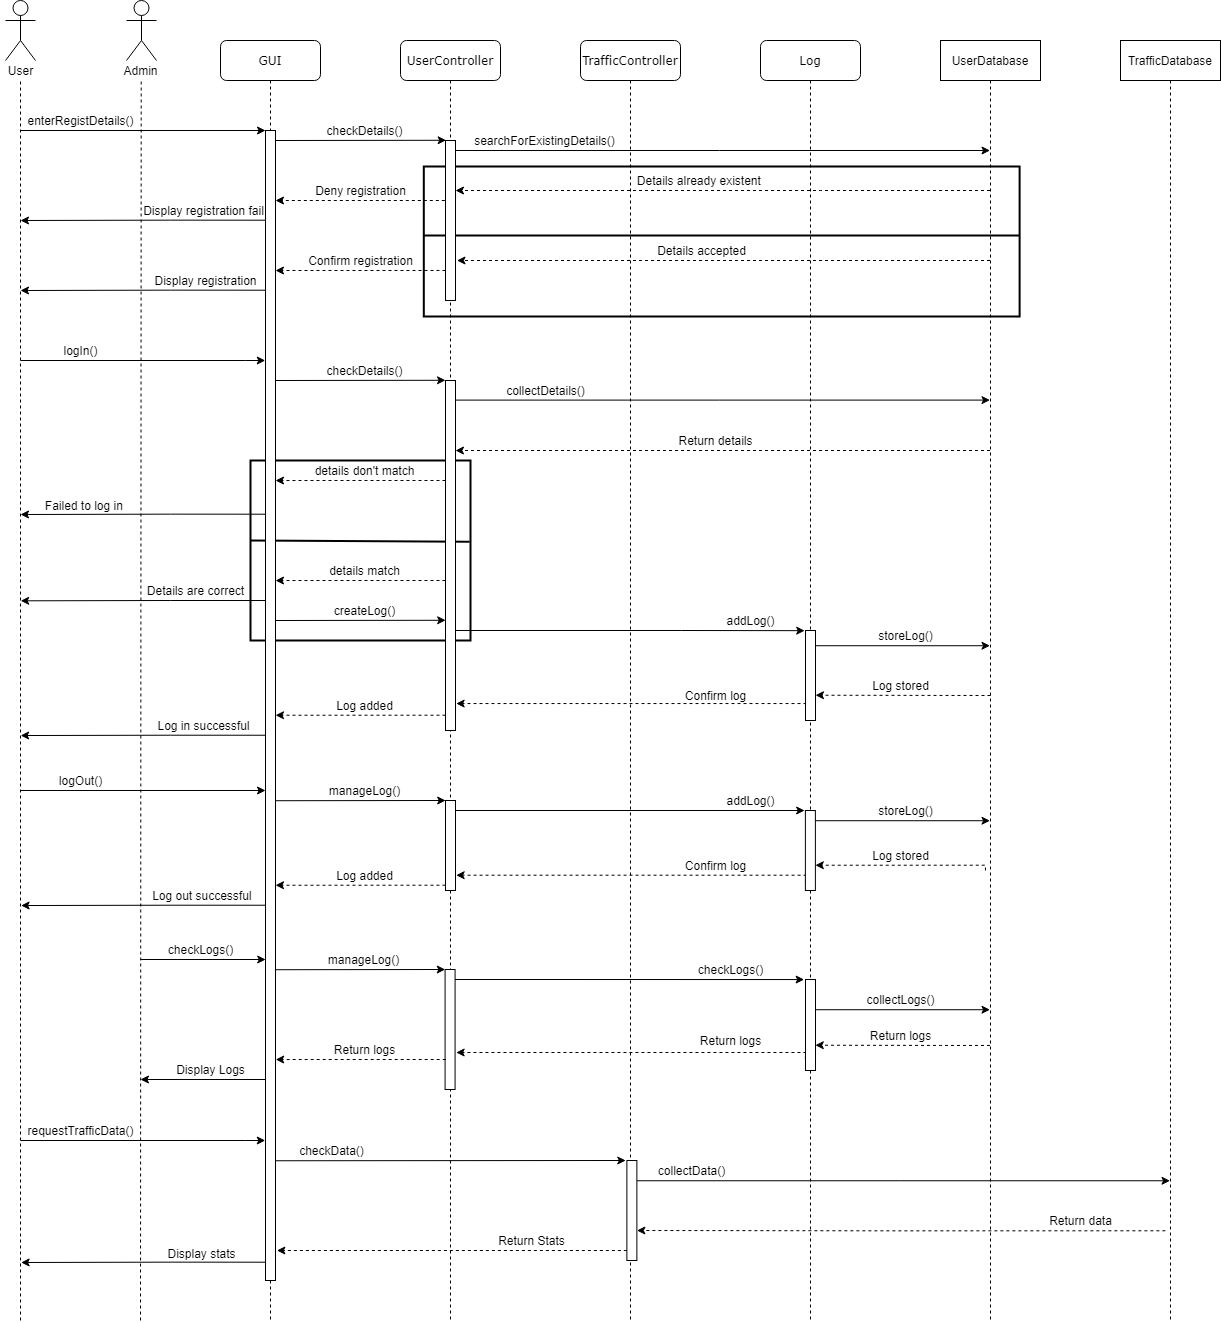 User
Admin
GUI
UserController
TrafficController
Log
UserDatabase
TrafficDatabase
enterRegistDetails()
checkDetails()
searchForExistingDetails()
Details already existent
Deny registration
Display registration fail
Details accepted
Confirm registration
Display registration
logIn()
checkDetails()
collectDetails()
Return details
details don't match
Failed to log in
details match
Details are correct
createLog()
addLog()
storeLog()
Log stored
Confirm log
Log added
Log in successful
logOut()
manageLog()
addLog()
storeLog()
Log stored
Confirm log
Log added
Log out successful
checkLogs()
manageLog()
checkLogs()
collectLogs()
Return logs
Return logs
Return logs
Display Logs
requestTrafficData()
checkData()
collectData()
Return data
Return Stats
Display stats